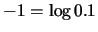 −1 = log 0.1